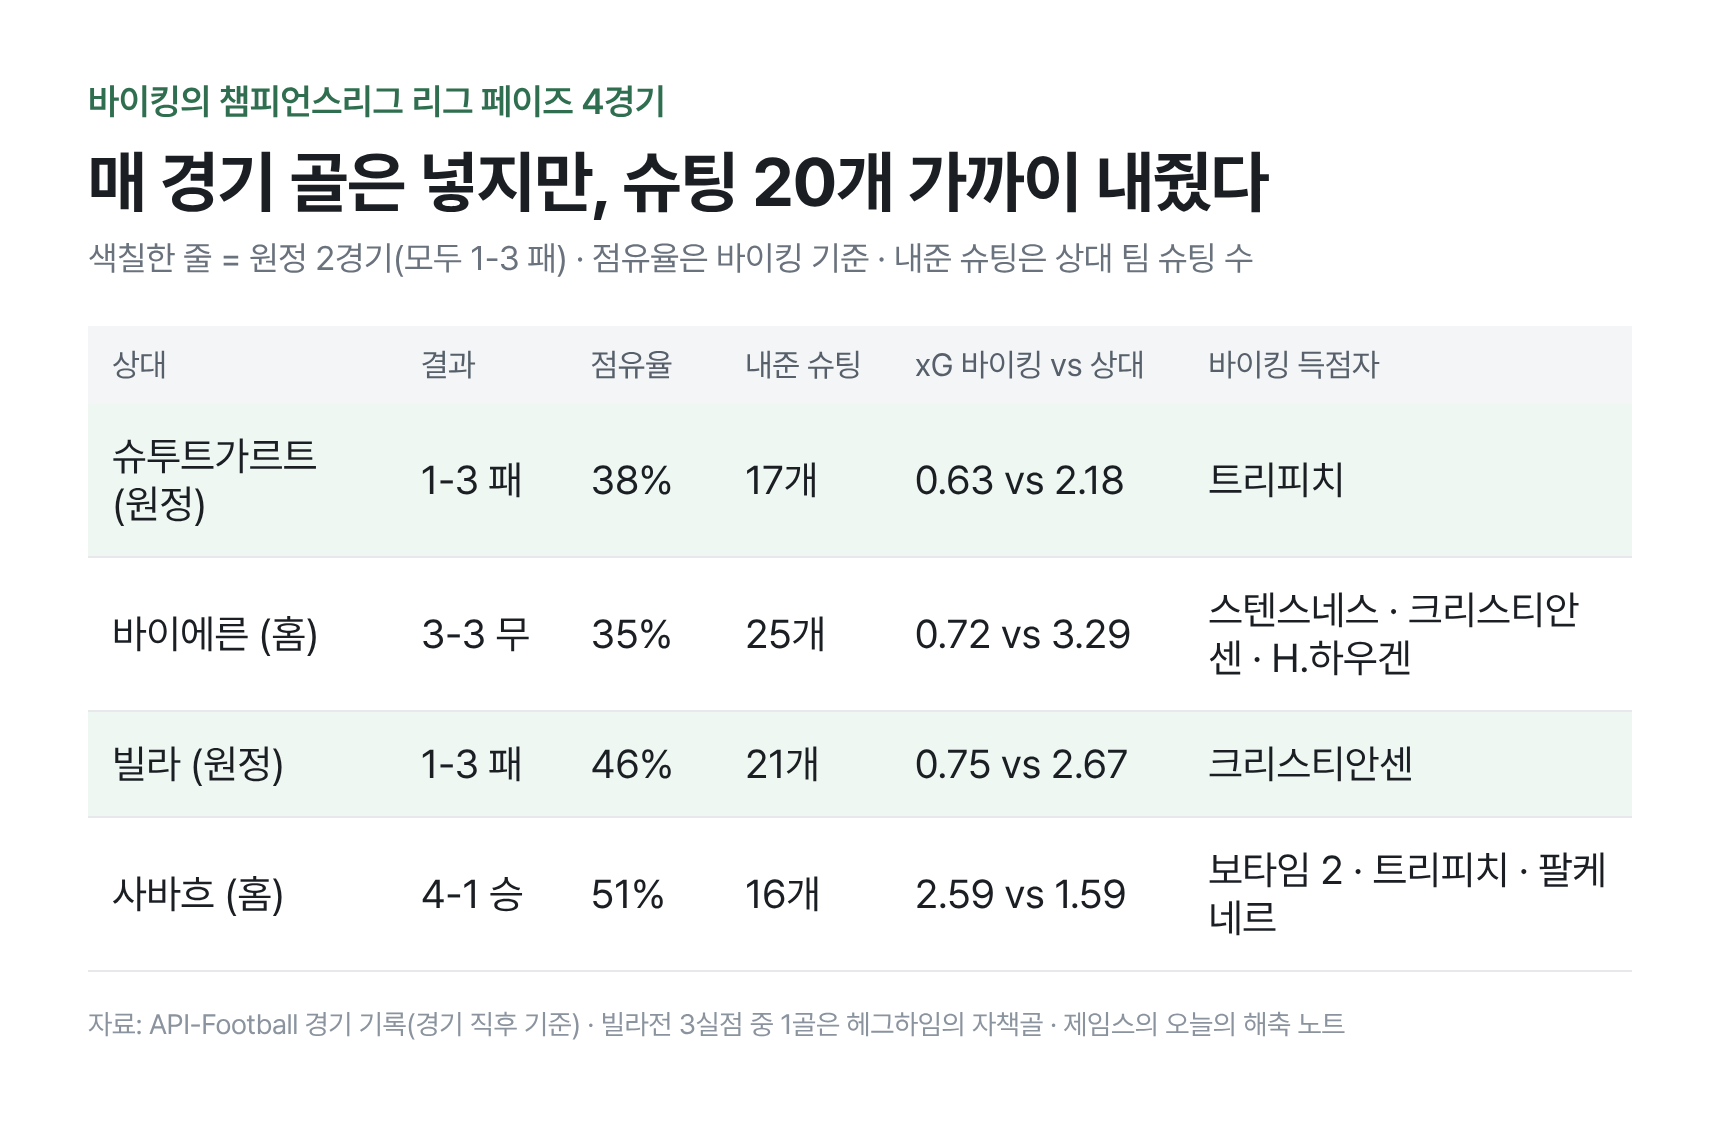 바이킹의 챔피언스리그 리그 페이즈 4경기
매 경기 골은 넣지만, 슈팅 20개 가까이 내줬다
색칠한 줄 = 원정 2경기(모두 1-3 패) · 점유율은 바이킹 기준 · 내준 슈팅은 상대 팀 슈팅 수
상대 결과 점유율 내준 슈팅 xG 바이킹 vs 상대 바이킹 득점자
슈투트가르트
(원정) 1-3 패 38% 17개 0.63 vs 2.18 트리피치
바이에른 (홈) 3-3 무 35% 25개 0.72 vs 3.29 스텐스네스 · 크리스티안
센 · H.하우겐
빌라 (원정) 1-3 패 46% 21개 0.75 vs 2.67 크리스티안센
사바흐 (홈) 4-1 승 51% 16개 2.59 vs 1.59 보타임 2 · 트리피치 · 팔케
네르
자료: API-Football 경기 기록(경기 직후 기준) · 빌라전 3실점 중 1골은 헤그하임의 자책골 · 제임스의 오늘의 해축 노트